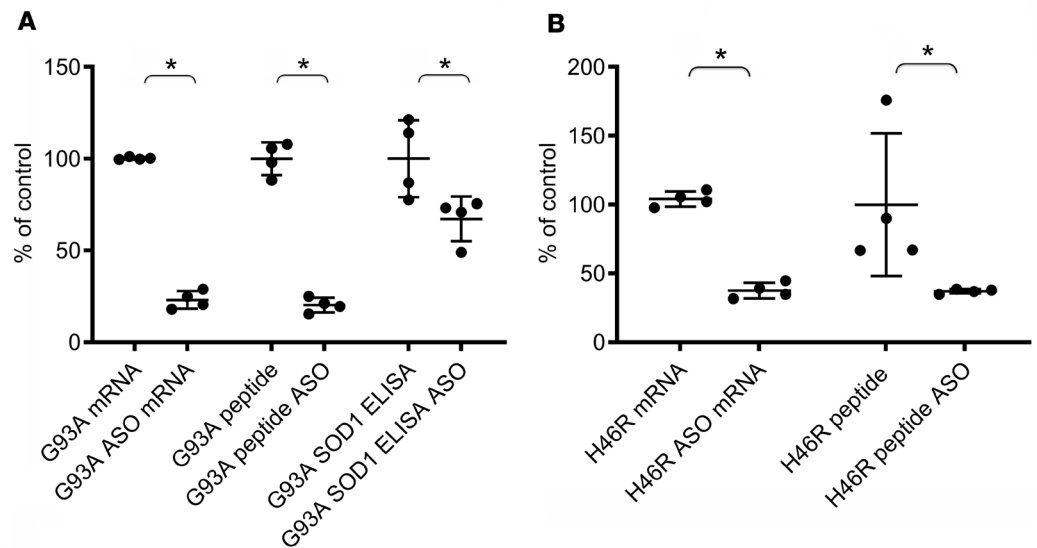 A
% of control
150
100
50
0
*
*
*
G93A mRNA
G93A ASO mRNA
G93A peptide
G93A peptide ASO
G93A SOD1 ELISA
G93A SOD1 ELISA ASO
B
% of control
200
150
100
50
0
*
*
H46R mRNA
H46R ASO mRNA
H46R peptide
H46R peptide ASO